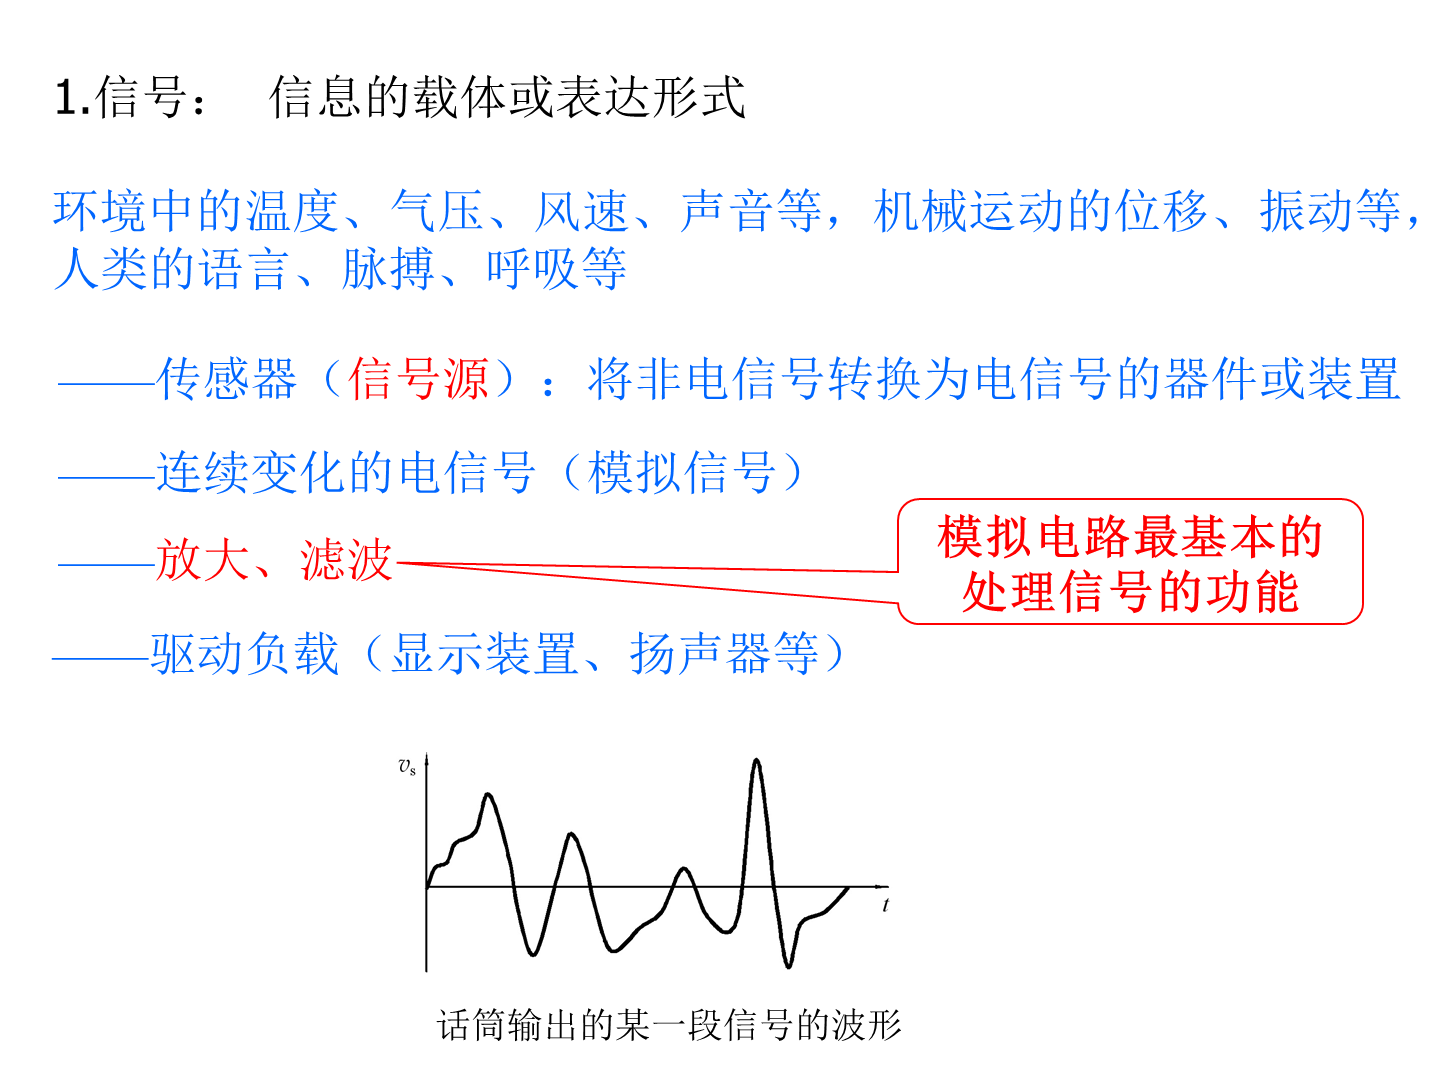 1.信号： 信息的载体或表达形式
环境中的温度、气压、风速、声音等，机械运动的位移、振动等，
人类的语言、脉搏、呼吸等
——传感器（信号源）：将非电信号转换为电信号的器件或装置
——连续变化的电信号（模拟信号）
——放大、滤波
模拟电路最基本的
处理信号的功能
——驱动负载（显示装置、扬声器等）
vs
t
话筒输出的某一段信号的波形